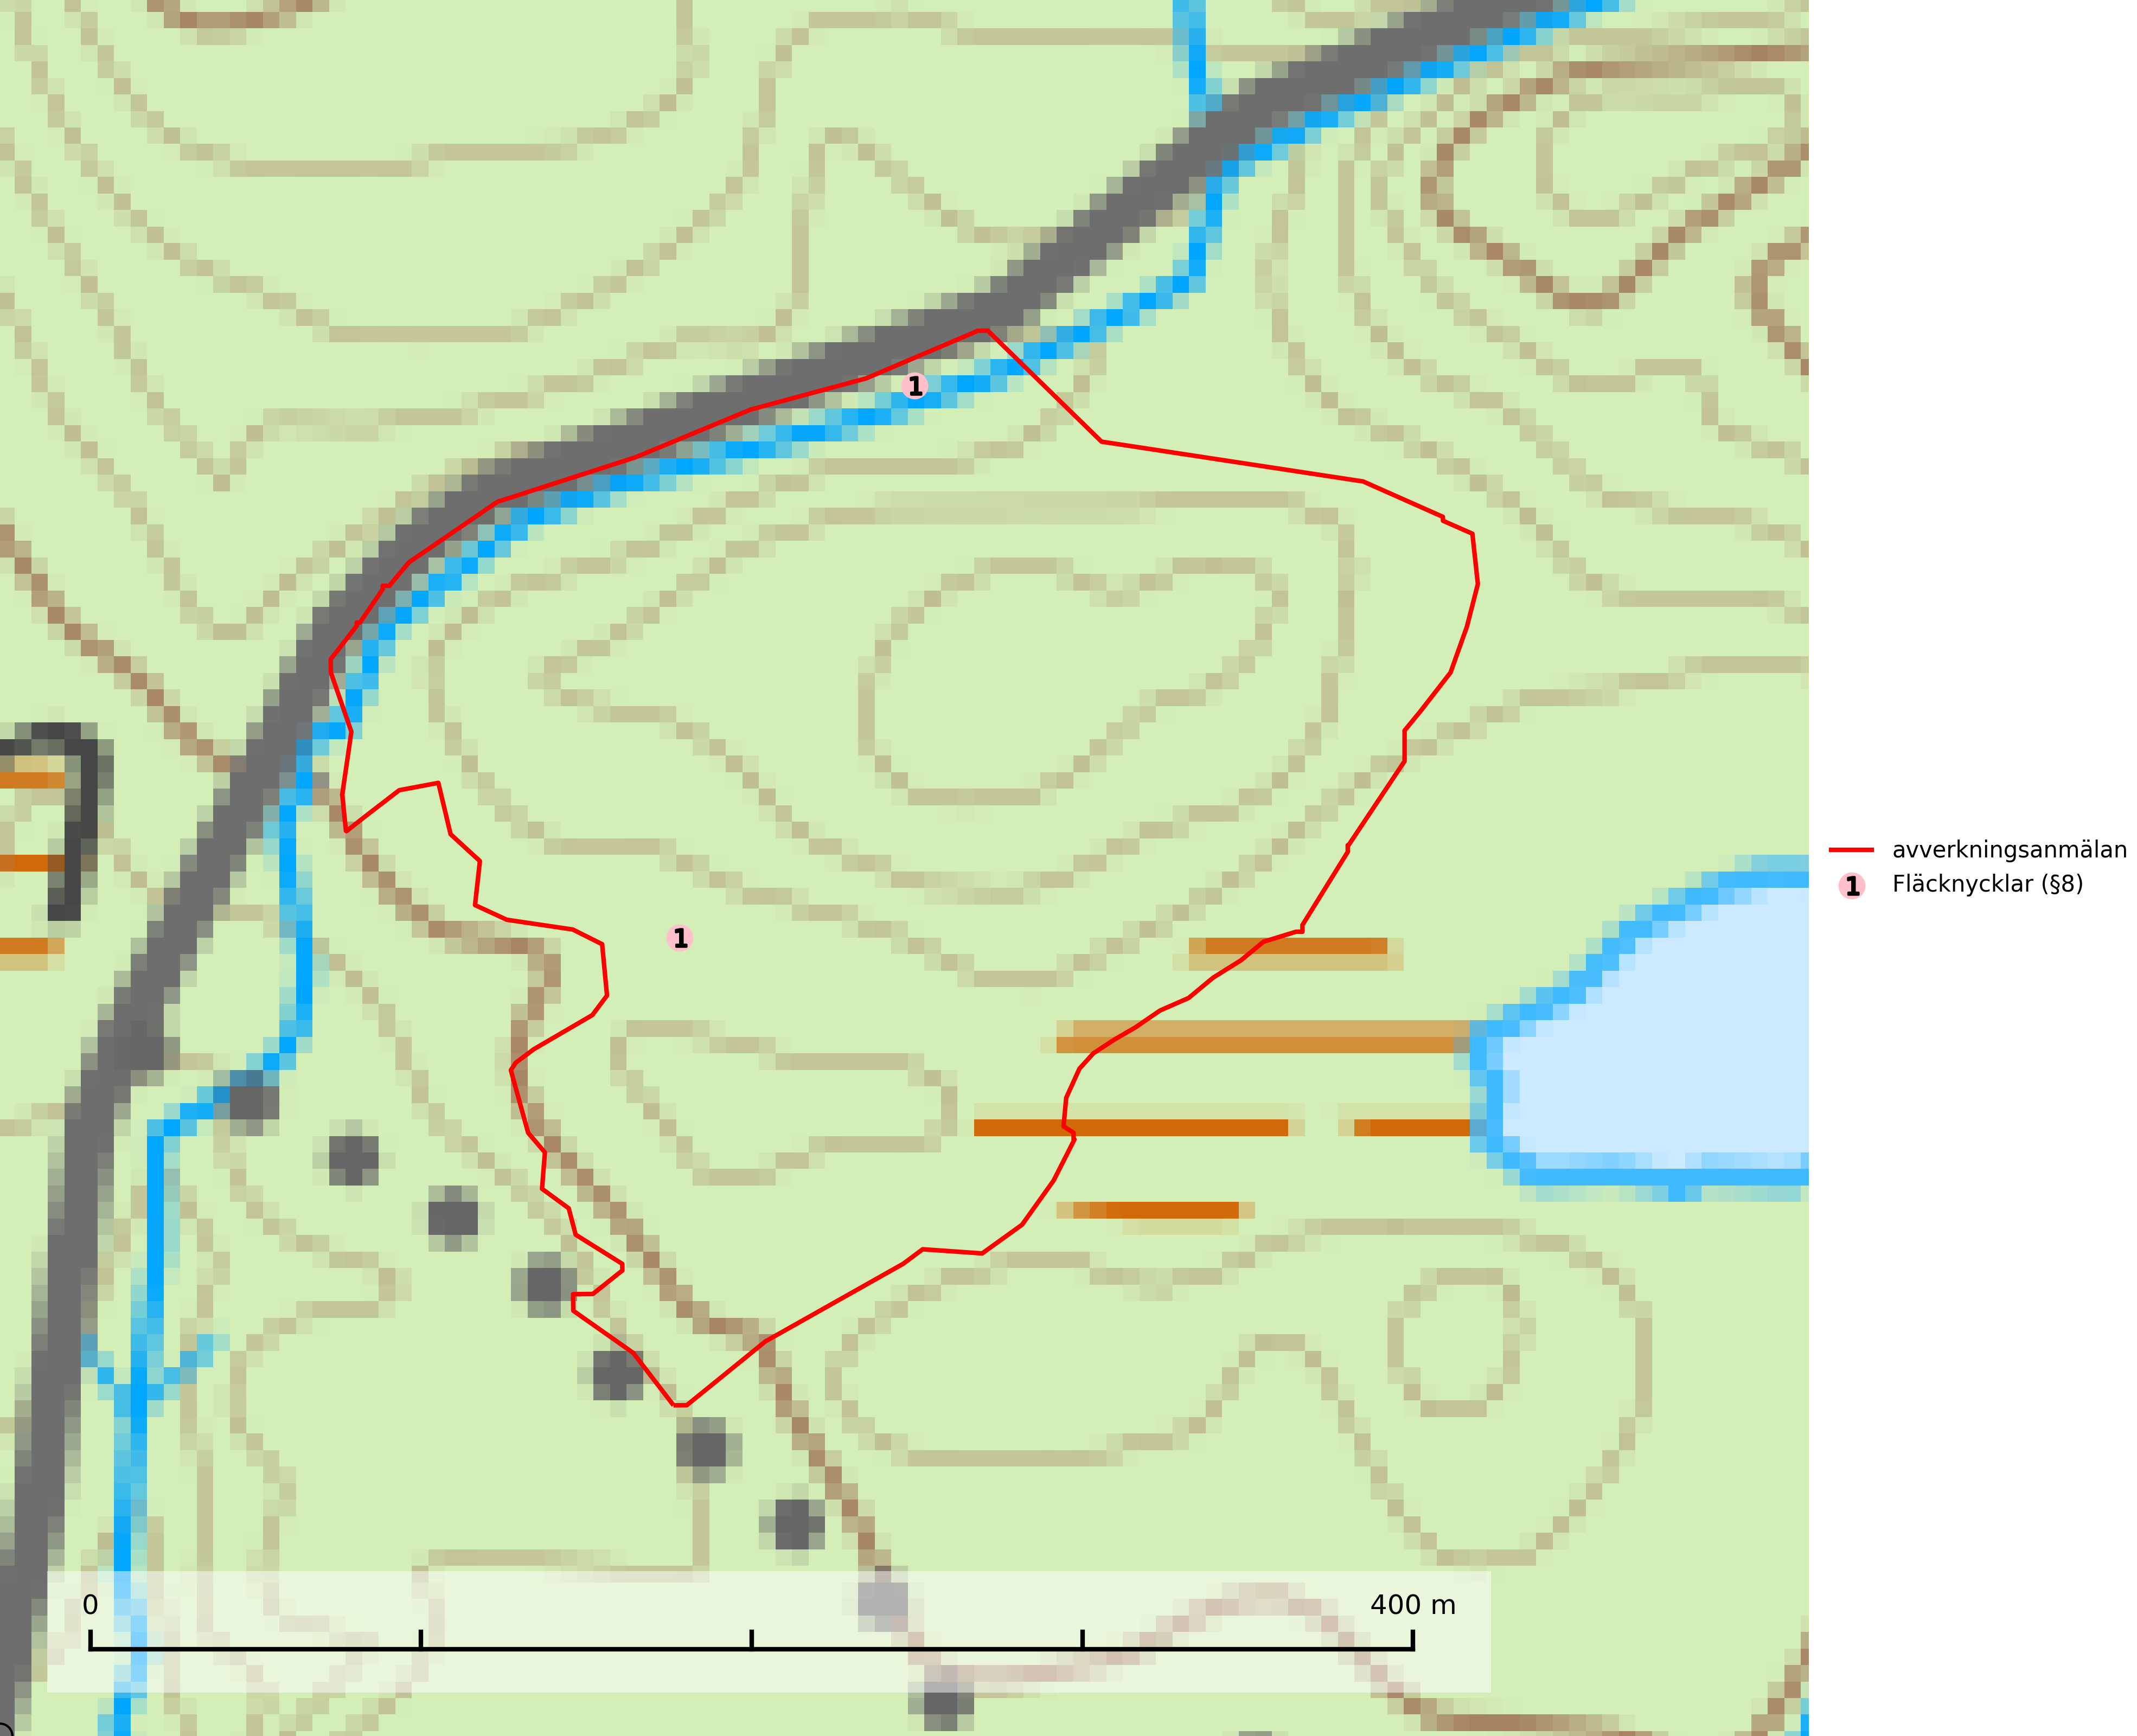 1
1
avverkningsanmälan
1 Fläcknycklar (§8)
0 400 m